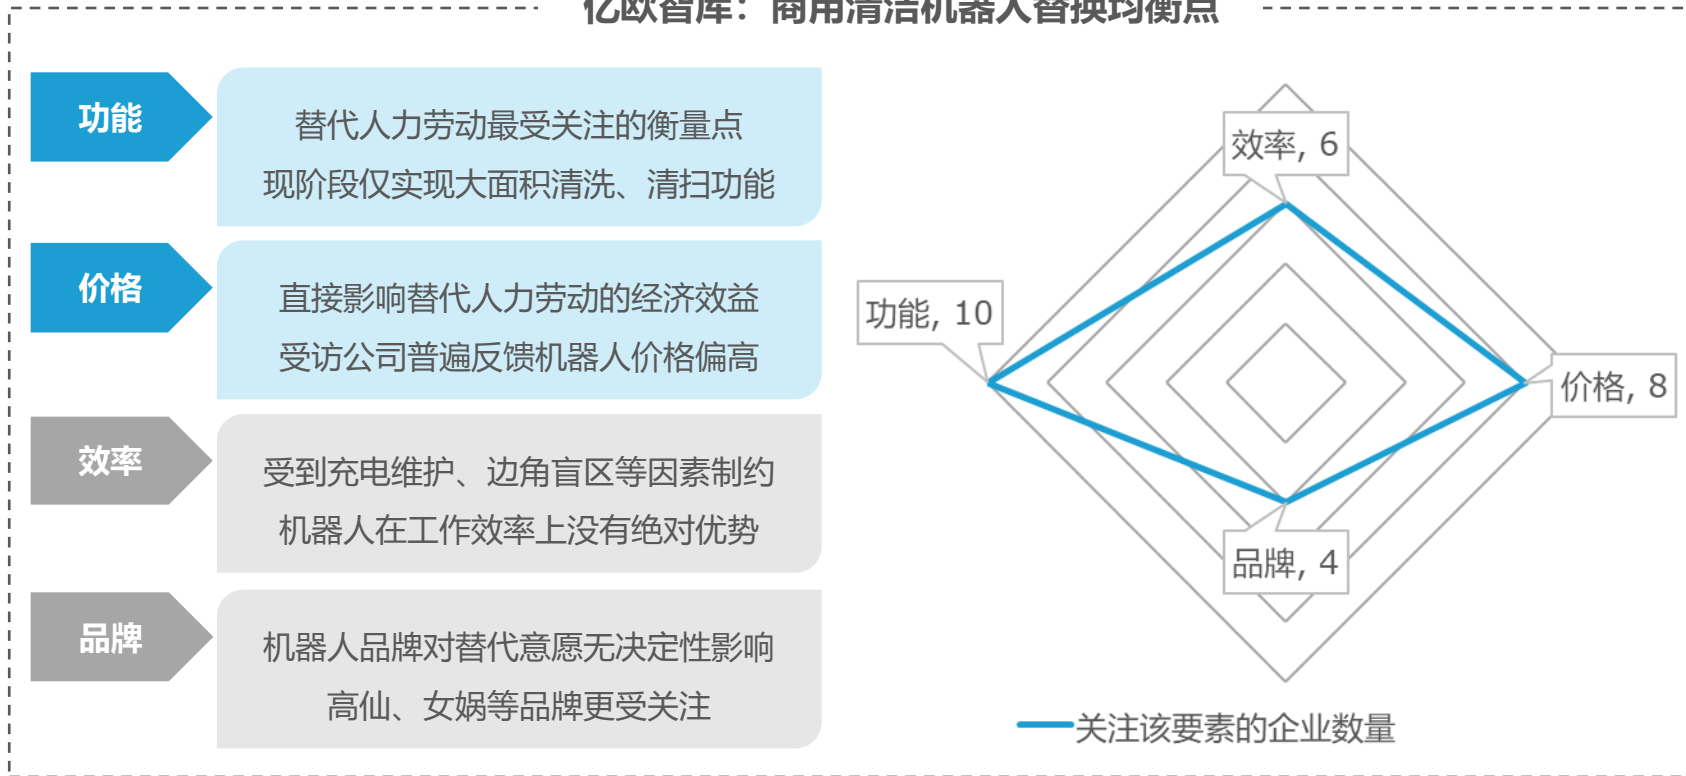 亿欧智库：商用清洁机器人替换均衡点
功能
替代人力劳动最受关注的衡量点
现阶段仅实现大面积清洗、清扫功能
价格
直接影响替代人力劳动的经济效益
受访公司普遍反馈机器人价格偏高
效率
受到充电维护、边角盲区等因素制约
机器人在工作效率上没有绝对优势
品牌
机器人品牌对替代意愿无决定性影响
高仙、女娲等品牌更受关注
效率, 6
功能, 10
价格, 8
品牌, 4
关注该要素的企业数量